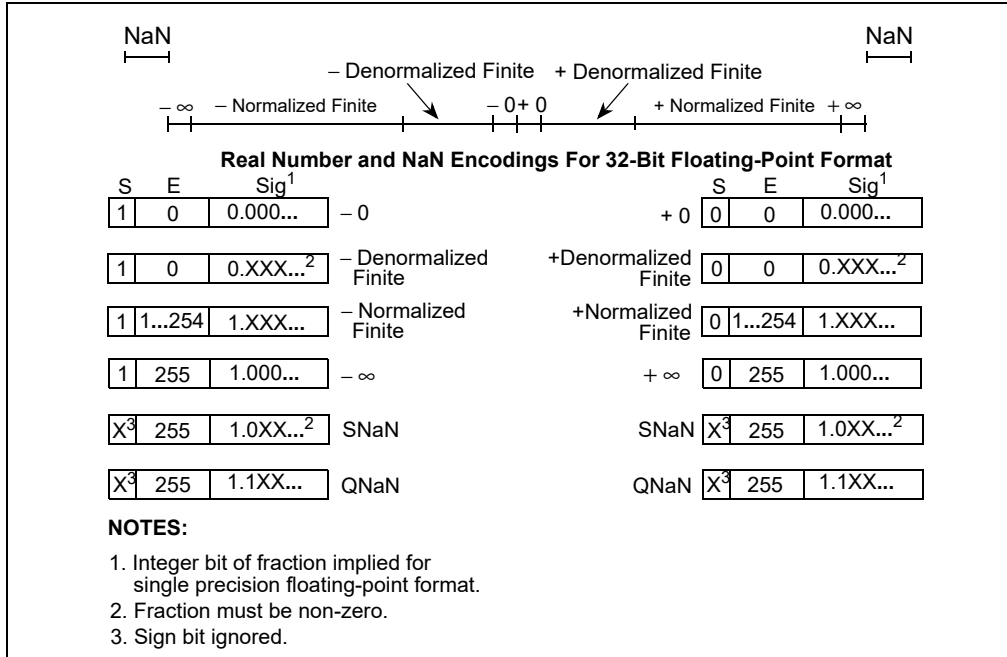 NaN NaN
– Denormalized Finite + Denormalized Finite
– ∞ – Normalized Finite – 0 + 0 + Normalized Finite + ∞
Real Number and NaN Encodings For 32-Bit Floating-Point Format
S E Sig1 S E Sig1
1 0 0.000... – 0 + 0 0 0 0.000...
1 0 0.XXX...2 – Denormalized Finite +Denormalized Finite 0 0 0.XXX...2
1 1...254 1.XXX... – Normalized Finite +Normalized Finite 0 1...254 1.XXX...
1 255 1.000... – ∞ + ∞ 0 255 1.000...
X3 255 1.0XX...2 SNaN SNaN X3 255 1.0XX...2
X3 255 1.1XX... QNaN QNaN X3 255 1.1XX...
NOTES:
1. Integer bit of fraction implied for
single precision floating-point format.
2. Fraction must be non-zero.
3. Sign bit ignored.